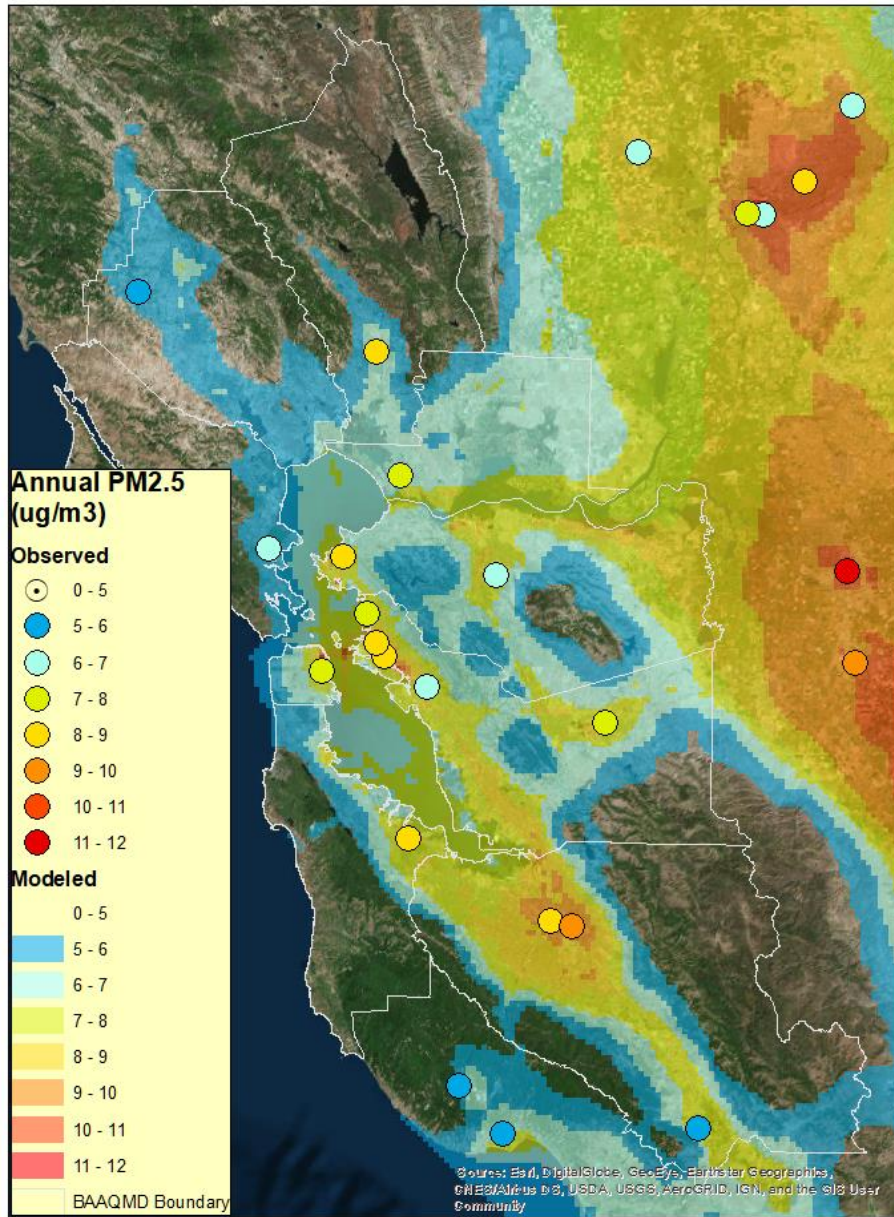 Annual PM2.5
(ug/m3)
Observed
0 - 5
5 - 6
6 - 7
7 - 8
8 - 9
9 - 10
10 - 11
11 - 12
Modeled
0 - 5
5 - 6
6 - 7
7 - 8
8 - 9
9 - 10
10 - 11
11 - 12
BAAQMD Boundary
Source: Esri, DigitalGlobe, GeoEye, Earthstar Geographics,
CNES/Airbus DS, USDA, USGS, AeroGRID, IGN, and the GIS User
Community